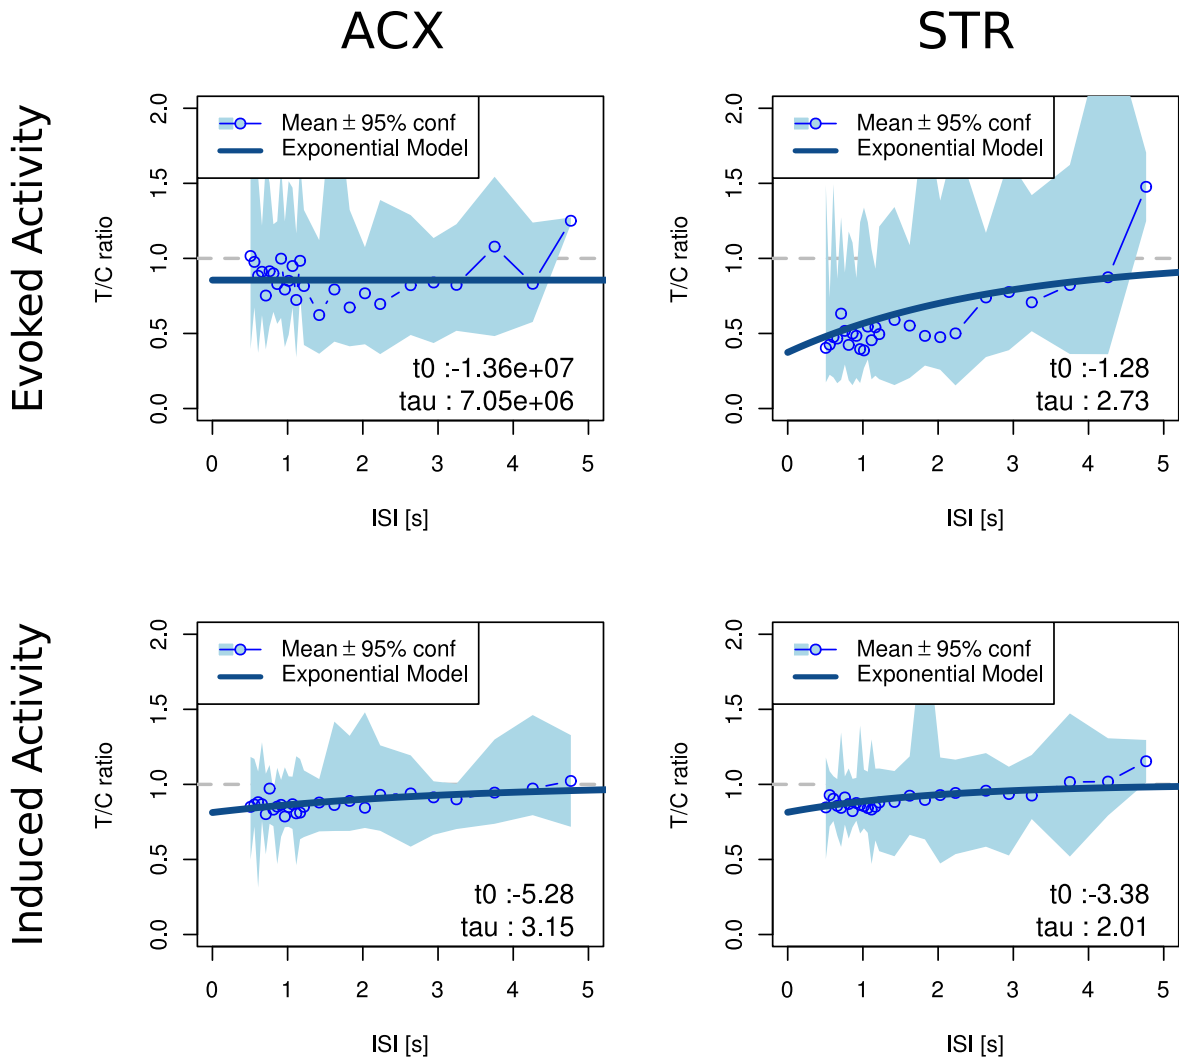 ACX
STR
Evoked Activity
T/C ratio
0.0 0.5 1.0 1.5 2.0
Mean ± 95% conf
Exponential Model
t0 :-1.36e+07
tau : 7.05e+06
0 1 2 3 4 5
ISI [s]
T/C ratio
0.0 0.5 1.0 1.5 2.0
Mean ± 95% conf
Exponential Model
t0 :-1.28
tau : 2.73
0 1 2 3 4 5
ISI [s]
Induced Activity
T/C ratio
0.0 0.5 1.0 1.5 2.0
Mean ± 95% conf
Exponential Model
t0 :-5.28
tau : 3.15
0 1 2 3 4 5
ISI [s]
T/C ratio
0.0 0.5 1.0 1.5 2.0
Mean ± 95% conf
Exponential Model
t0 :-3.38
tau : 2.01
0 1 2 3 4 5
ISI [s]